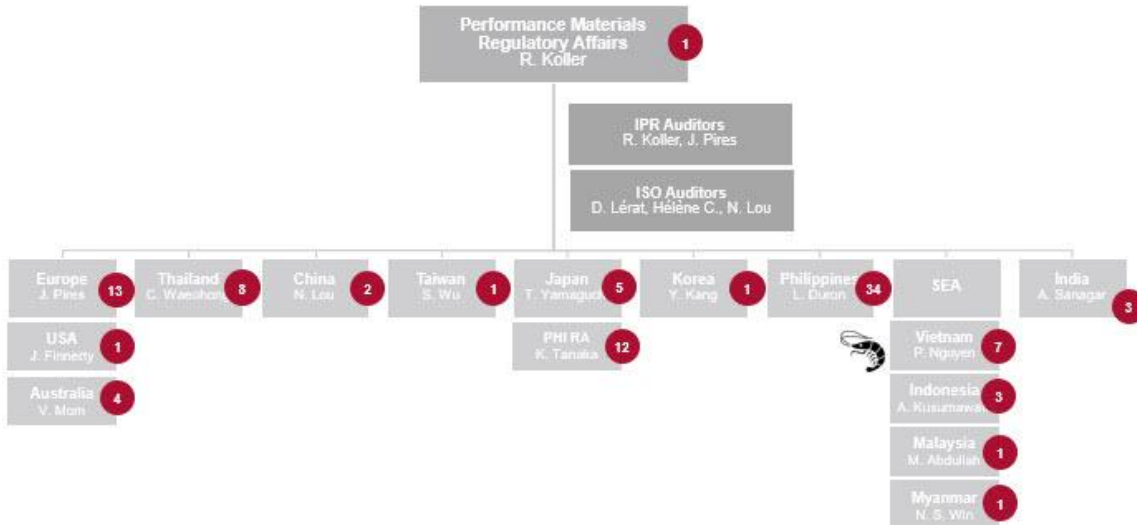 Performance Materials
Regulatory Affairs
R. Koller
1
IPR Auditors
R. Koller, J. Pires
ISO Auditors
D. Lérat, Hélène C., N. Lou
Europe
J. Pires
13
Thailand
C.
8
China
N. Lou
2
Taiwan
S. Wu
1
Japan
T.
5
Korea
Y. Kang
1
Philippines
L. Duron
34
SEA
India
A. Sanagar
3
USA
J. Finnerty
1
PHI RA
K. Tanaka
12
Vietnam
P. Nguyen
7
Australia
V. Mom
4
Indonesia
A.
3
Malaysia
M. Abdullah
1
Myanmar
N. S. Win
1